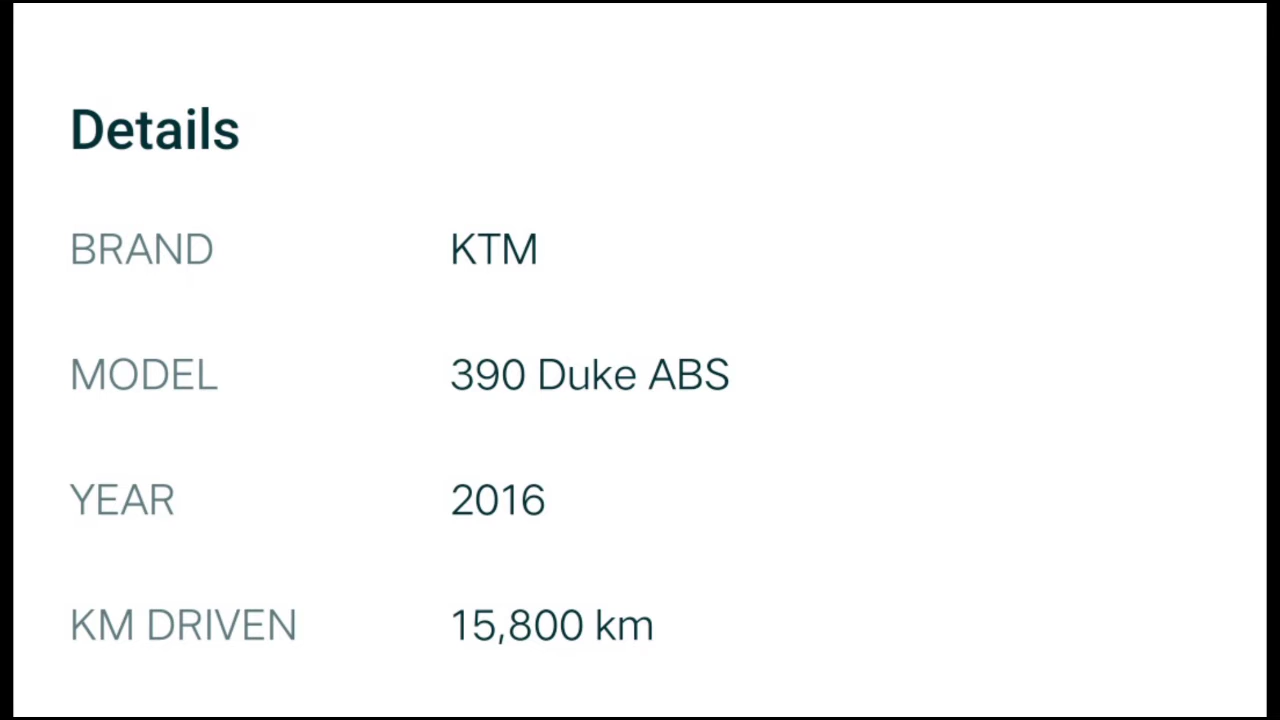 Details
BRAND KTM
MODEL 390 Duke ABS
YEAR 2016
KM DRIVEN 15,800 km